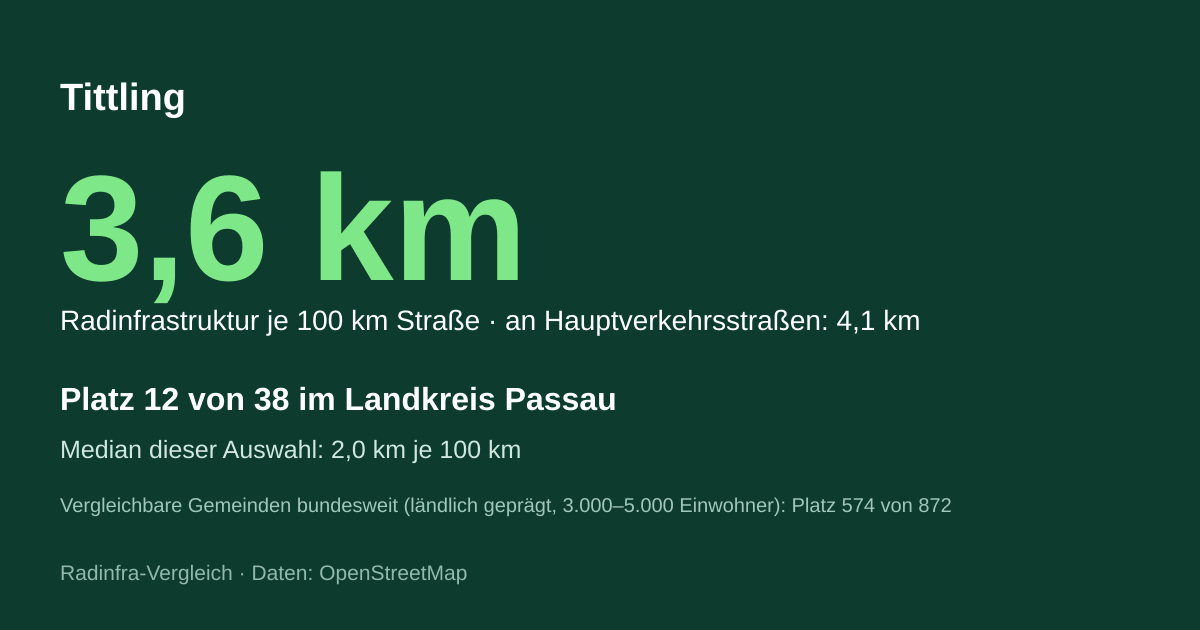 Tittling
3,6 km
Radinfrastruktur je 100 km Straße · an Hauptverkehrsstraßen: 4,1 km
Platz 12 von 38 im Landkreis Passau
Median dieser Auswahl: 2,0 km je 100 km
Vergleichbare Gemeinden bundesweit (ländlich geprägt, 3.000–5.000 Einwohner): Platz 574 von 872
Radinfra-Vergleich · Daten: OpenStreetMap